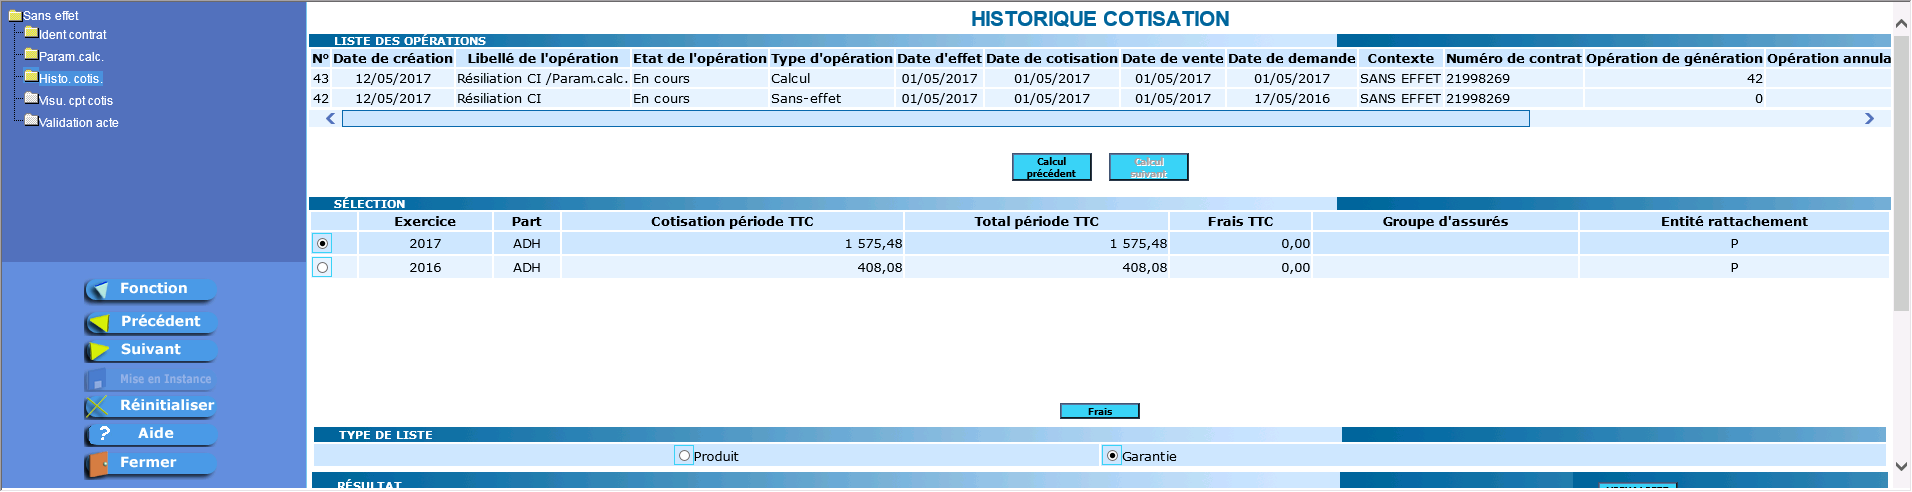 Sans effet
Ident contrat
Param.calc.
Histo. cotis.
Visu. cpt cotis
Validation acte
Fonction
Précédent
Suivant
Mise en Instance
Réinitialiser
? Aide
Fermer
HISTORIQUE COTISATION
LISTE DES OPÉRATIONS
N° Date de création Libellé de l'opération Etat de l'opération Type d'opération Date d'effet Date de cotisation Date de vente Date de demande Contexte Numéro de contrat Opération de génération Opération annula
43 12/05/2017 Résiliation CI /Param.calc. En cours Calcul 01/05/2017 01/05/2017 01/05/2017 01/05/2017 SANS EFFET 21998269 42
42 12/05/2017 Résiliation CI En cours Sans-effet 01/05/2017 01/05/2017 01/05/2017 17/05/2016 SANS EFFET 21998269 0
Calcul précédent
Calcul suivant
SÉLECTION
Exercice Part Cotisation période TTC Total période TTC Frais TTC Groupe d'assurés Entité rattachement
2017 ADH 1 575,48 1 575,48 0,00 P
2016 ADH 408,08 408,08 0,00 P
Frais
TYPE DE LISTE
Produit Garantie
RÉSULTAT